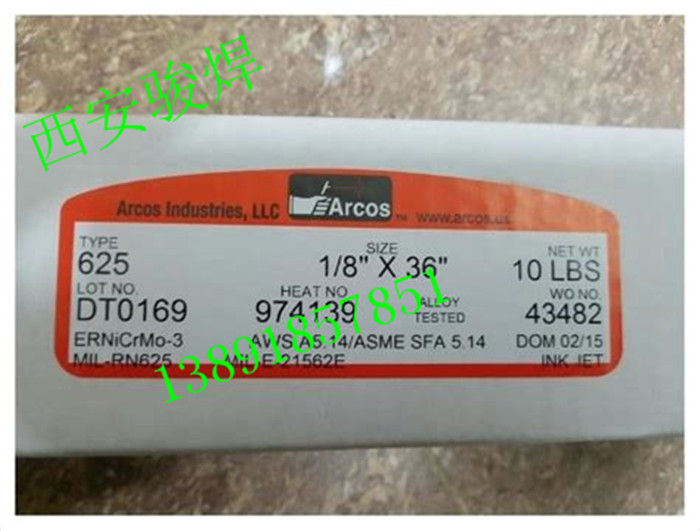 西安骏焊
Arcos Industries, LLC Arcos TM www.arcos.us
TYPE SIZE NET WT
625 1/8" X 36" 10 LBS
LOT NO. HEAT NO ALLOY TESTED WO NO.
DT0169 974139 43482
ERNiCrMo-3 AWS A5.14/ASME SFA 5.14 DOM 02/15
MIL-RN625 MIL-E-21562E INK JET
13891857851